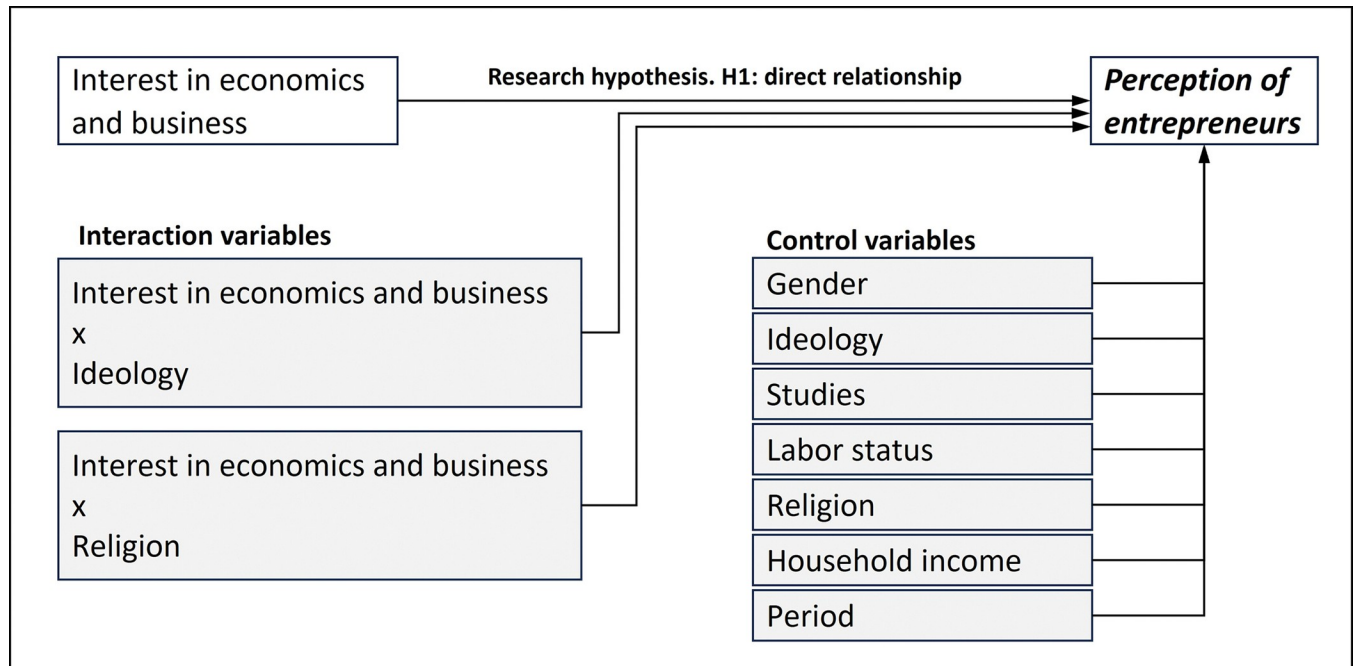 Interest in economics
and business
Research hypothesis. H1: direct relationship
Perception of
entrepreneurs
Interaction variables
Interest in economics and business
x
Ideology
Interest in economics and business
x
Religion
Control variables
Gender
Ideology
Studies
Labor status
Religion
Household income
Period